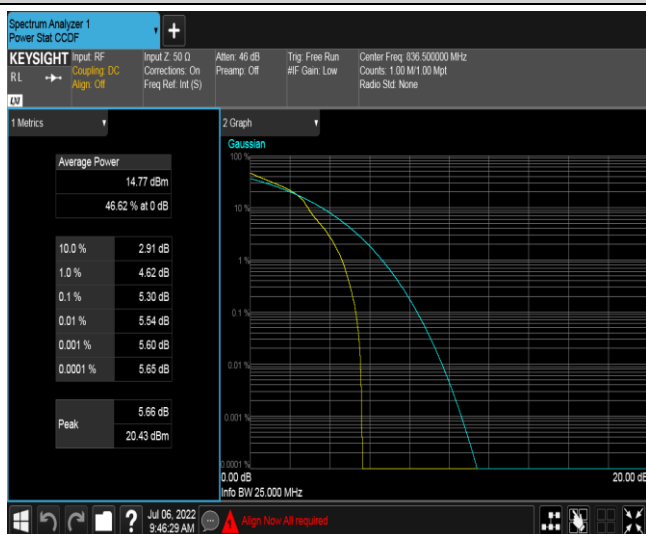 Spectrum Analyzer 1
Power Stat CCDF
+
KEYSIGHT
RL
LXI
Input: RF
Coupling: DC
Align: Off
Input Z: 50 Ω
Corrections: On
Freq Ref: Int (S)
Atten: 46 dB
Preamp: Off
Trig: Free Run
#IF Gain: Low
Center Freq: 836.500000 MHz
Counts: 1.00 M/1.00 Mpt
Radio Std: None
1 Metrics
Average Power
14.77 dBm
46.62 % at 0 dB
10.0 % 2.91 dB
1.0 % 4.62 dB
0.1 % 5.30 dB
0.01 % 5.54 dB
0.001 % 5.60 dB
0.0001 % 5.65 dB
Peak
5.66 dB
20.43 dBm
2 Graph
Gaussian
100 %
10 %
1 %
0.1 %
0.01 %
0.001 %
0.0001 %
0.00 dB
20.00 dB
Info BW 25.000 MHz
?
Jul 06, 2022
9:46:29 AM
Align Now All required